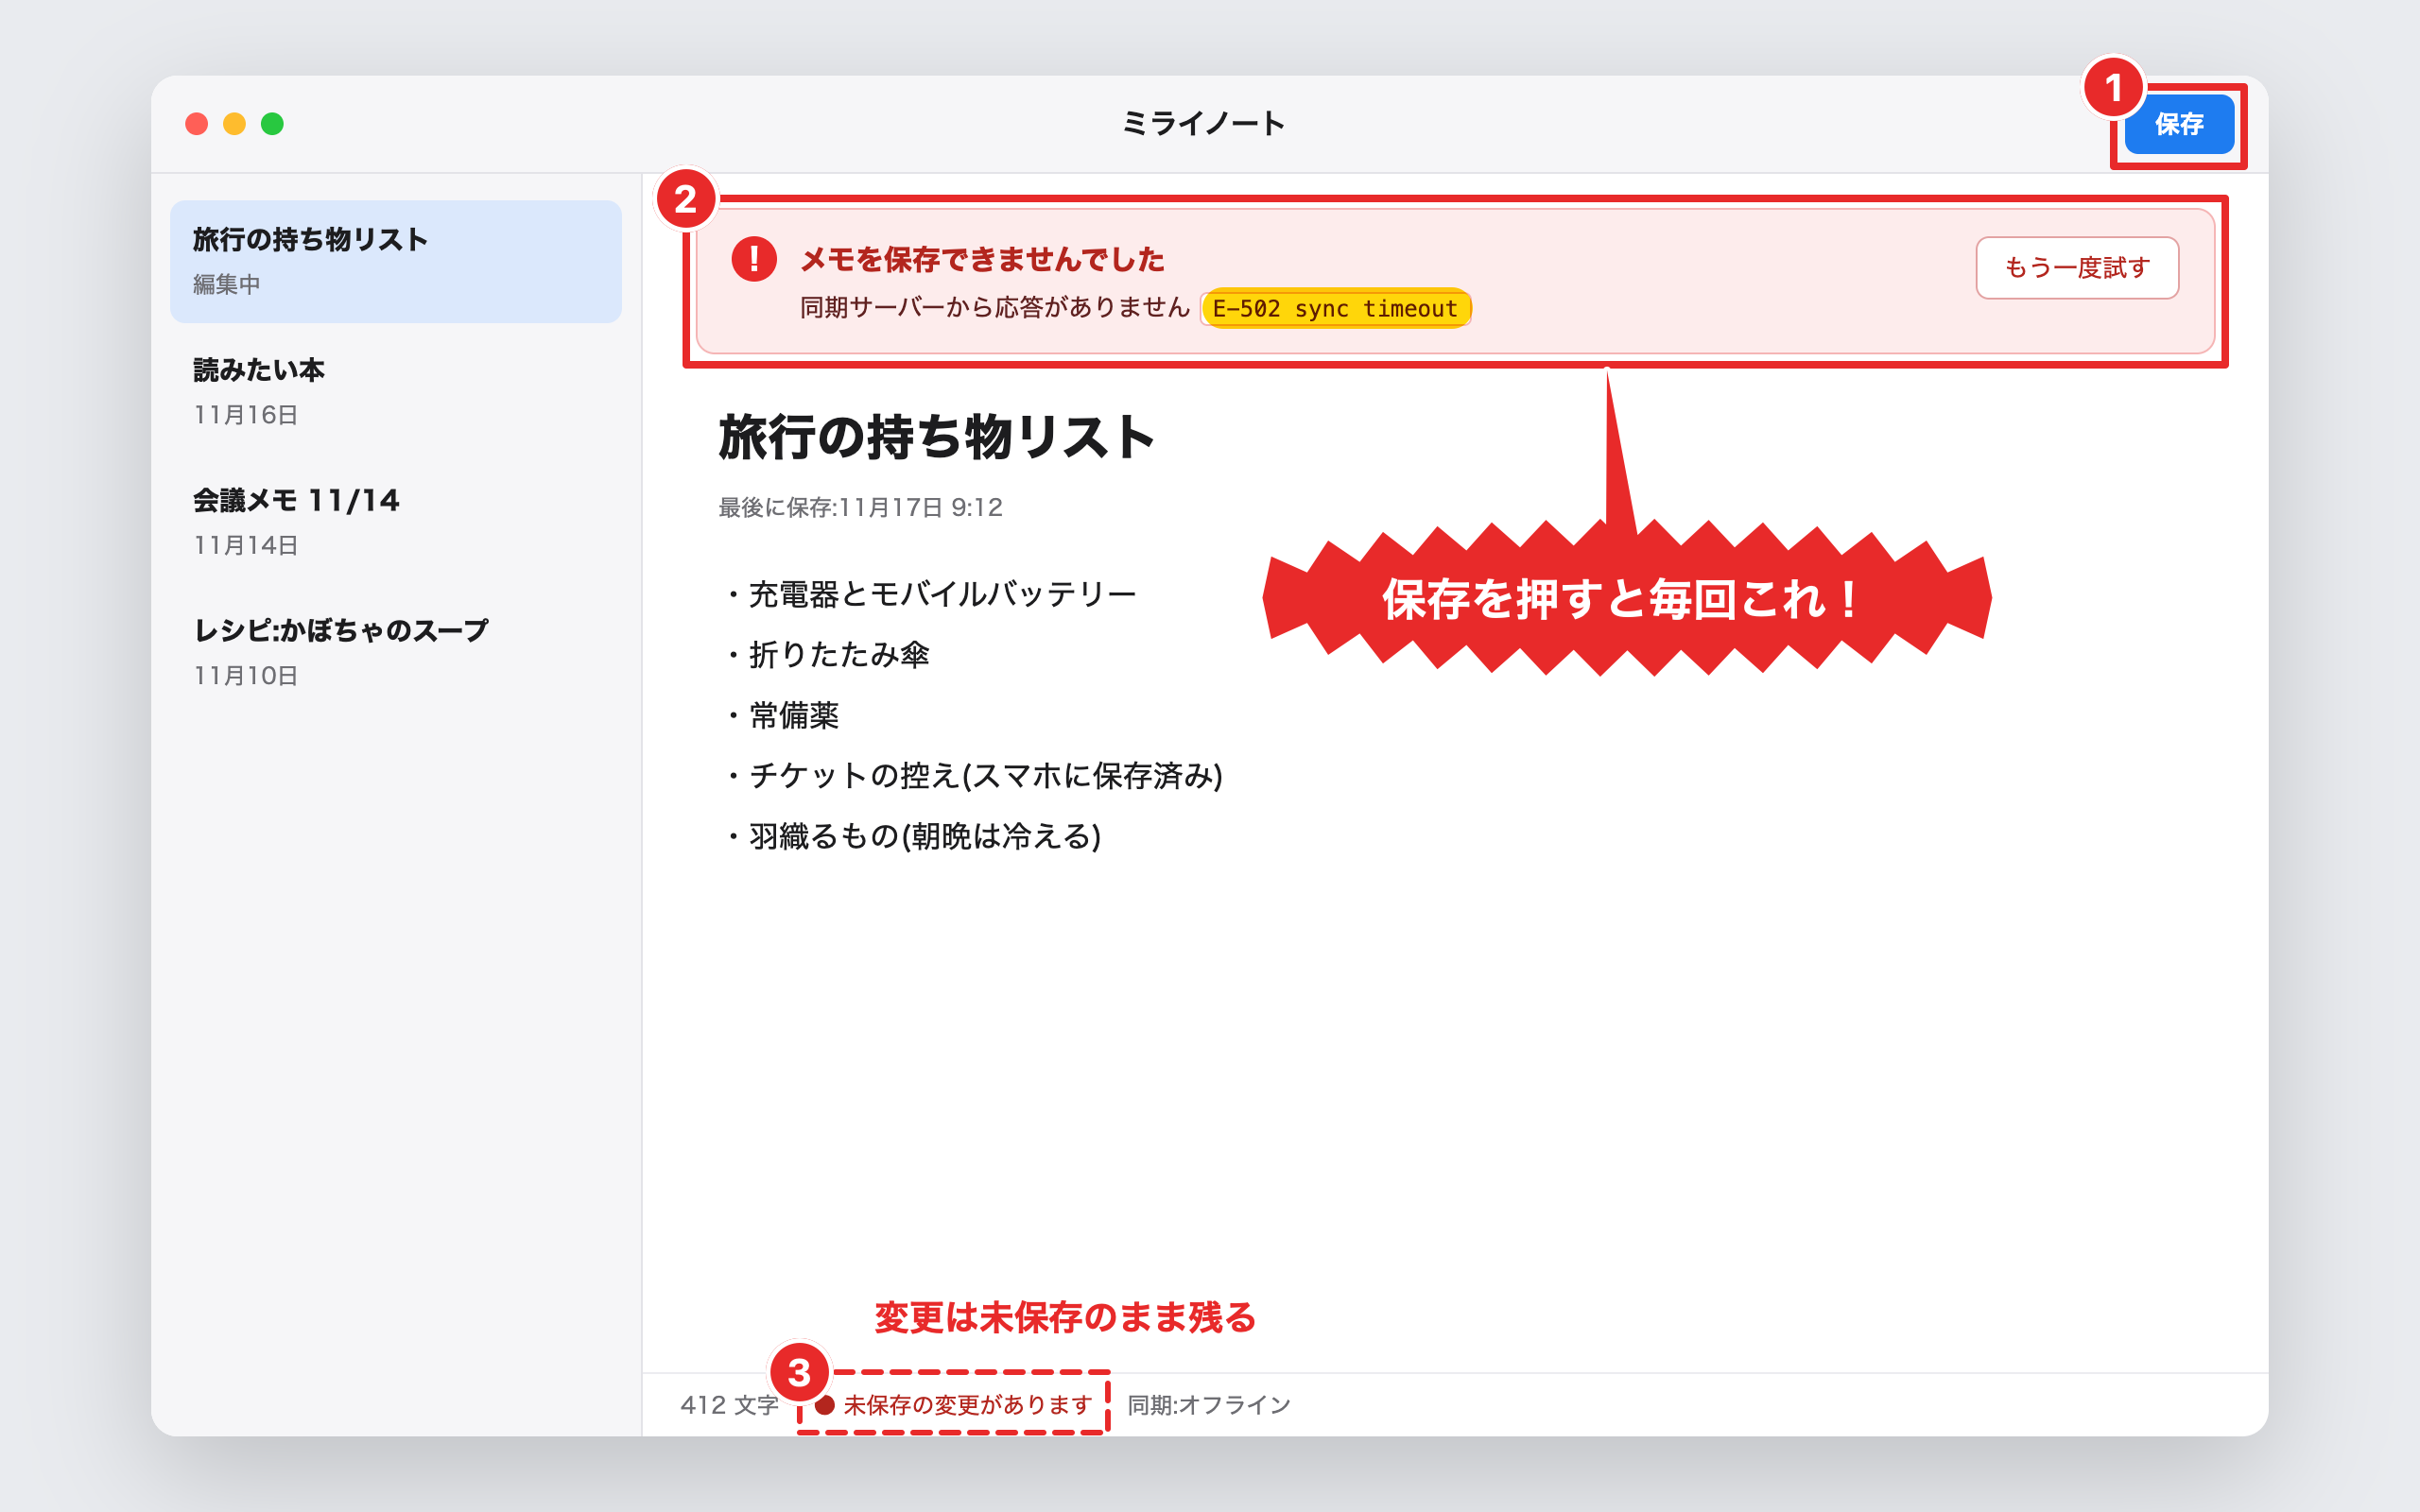 ミライノート
1
保存
旅行の持ち物リスト
編集中
読みたい本
11月16日
会議メモ 11/14
11月14日
レシピ:かぼちゃのスープ
11月10日
2
!
メモを保存できませんでした
同期サーバーから応答がありません E-502 sync timeout
もう一度試す
旅行の持ち物リスト
最後に保存:11月17日 9:12
保存を押すと毎回これ！
・充電器とモバイルバッテリー
・折りたたみ傘
・常備薬
・チケットの控え(スマホに保存済み)
・羽織るもの(朝晩は冷える)
変更は未保存のまま残る
3
412 文字
未保存の変更があります
同期:オフライン